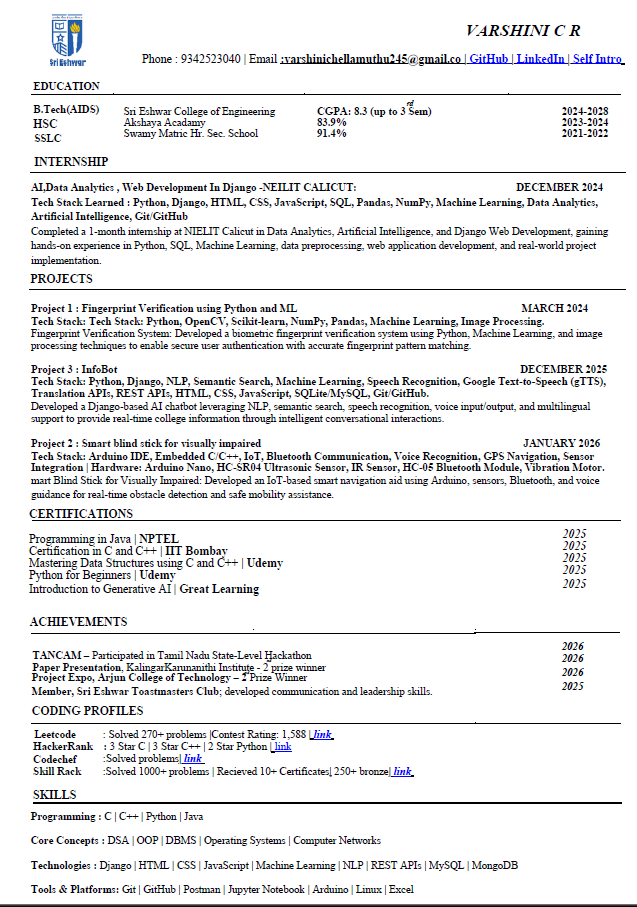 VARSHINI C R
Sri Eshwar
Phone : 9342523040 | Email :varshinichellamuthu245@gmail.co | GitHub | LinkedIn | Self Intro
EDUCATION
B.Tech(AIDS) Sri Eshwar College of Engineering CGPA: 8.3 (up to 3rd Sem) 2024-2028
HSC Akshaya Acadamy 83.9% 2023-2024
SSLC Swamy Matric Hr. Sec. School 91.4% 2021-2022
INTERNSHIP
AI,Data Analytics , Web Development In Django -NEILIT CALICUT: DECEMBER 2024
Tech Stack Learned : Python, Django, HTML, CSS, JavaScript, SQL, Pandas, NumPy, Machine Learning, Data Analytics,
Artificial Intelligence, Git/GitHub
Completed a 1-month internship at NIELIT Calicut in Data Analytics, Artificial Intelligence, and Django Web Development, gaining
hands-on experience in Python, SQL, Machine Learning, data preprocessing, web application development, and real-world project
implementation.
PROJECTS
Project 1 : Fingerprint Verification using Python and ML MARCH 2024
Tech Stack: Tech Stack: Python, OpenCV, Scikit-learn, NumPy, Pandas, Machine Learning, Image Processing.
Fingerprint Verification System: Developed a biometric fingerprint verification system using Python, Machine Learning, and image
processing techniques to enable secure user authentication with accurate fingerprint pattern matching.
Project 3 : InfoBot DECEMBER 2025
Tech Stack: Python, Django, NLP, Semantic Search, Machine Learning, Speech Recognition, Google Text-to-Speech (gTTS),
Translation APIs, REST APIs, HTML, CSS, JavaScript, SQLite/MySQL, Git/GitHub.
Developed a Django-based AI chatbot leveraging NLP, semantic search, speech recognition, voice input/output, and multilingual
support to provide real-time college information through intelligent conversational interactions.
Project 2 : Smart blind stick for visually impaired JANUARY 2026
Tech Stack: Arduino IDE, Embedded C/C++, IoT, Bluetooth Communication, Voice Recognition, GPS Navigation, Sensor
Integration | Hardware: Arduino Nano, HC-SR04 Ultrasonic Sensor, IR Sensor, HC-05 Bluetooth Module, Vibration Motor.
mart Blind Stick for Visually Impaired: Developed an IoT-based smart navigation aid using Arduino, sensors, Bluetooth, and voice
guidance for real-time obstacle detection and safe mobility assistance.
CERTIFICATIONS
Programming in Java | NPTEL 2025
Certification in C and C++ | IIT Bombay 2025
Mastering Data Structures using C and C++ | Udemy 2025
Python for Beginners | Udemy 2025
Introduction to Generative AI | Great Learning 2025
ACHIEVEMENTS
TANCAM – Participated in Tamil Nadu State-Level Hackathon 2026
Paper Presentation, KalingarKarunanithi Institute - 2 prize winner 2026
Project Expo, Arjun College of Technology – 2 Prize Winner 2026
Member, Sri Eshwar Toastmasters Club; developed communication and leadership skills. 2025
CODING PROFILES
Leetcode : Solved 270+ problems |Contest Rating: 1,588 | link
HackerRank : 3 Star C | 3 Star C++ | 2 Star Python | link
Codechef :Solved problems| link
Skill Rack :Solved 1000+ problems | Recieved 10+ Certificates| 250+ bronze| link
SKILLS
Programming : C | C++ | Python | Java
Core Concepts : DSA | OOP | DBMS | Operating Systems | Computer Networks
Technologies : Django | HTML | CSS | JavaScript | Machine Learning | NLP | REST APIs | MySQL | MongoDB
Tools & Platforms: Git | GitHub | Postman | Jupyter Notebook | Arduino | Linux | Excel